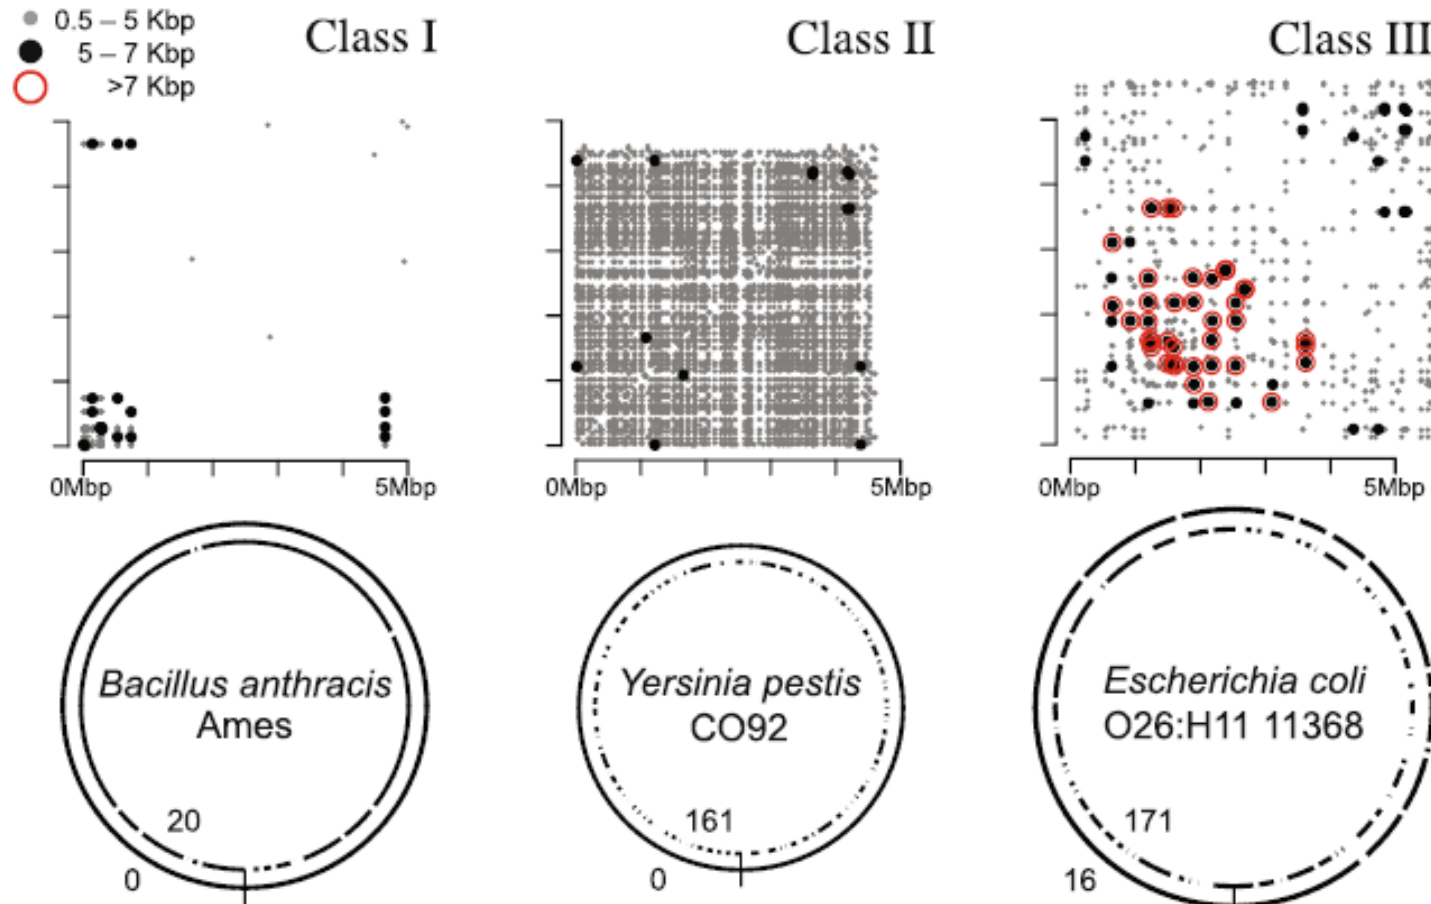 0.5 – 5 Kbp
5 – 7 Kbp
>7 Kbp
Class I
Class II
Class III
0Mbp
5Mbp
0Mbp
5Mbp
0Mbp
5Mbp
Bacillus anthracis
Ames
20
0
Yersinia pestis
CO92
161
0
Escherichia coli
O26:H11 11368
171
16